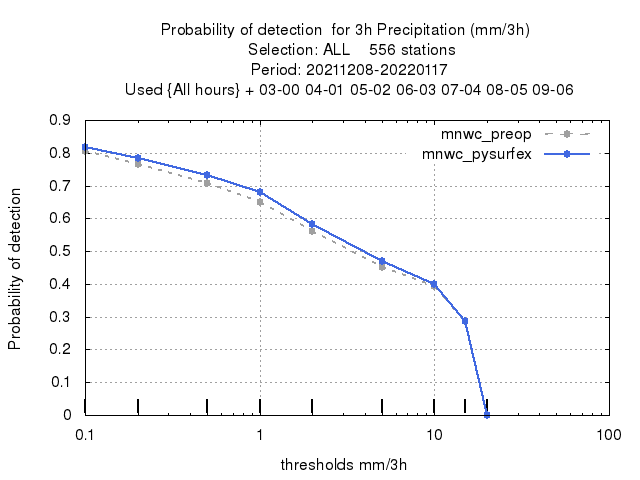 Probability of detection  for 3h Precipitation (mm/3h)
Selection: ALL    556 stations
Period: 20211208-20220117
Used {All hours} + 03-00 04-01 05-02 06-03 07-04 08-05 09-06
mnwc_preop
mnwc_pysurfex
Probability of detection
0.9
0.8
0.7
0.6
0.5
0.4
0.3
0.2
0.1
0
0.1 1 10 100
thresholds mm/3h